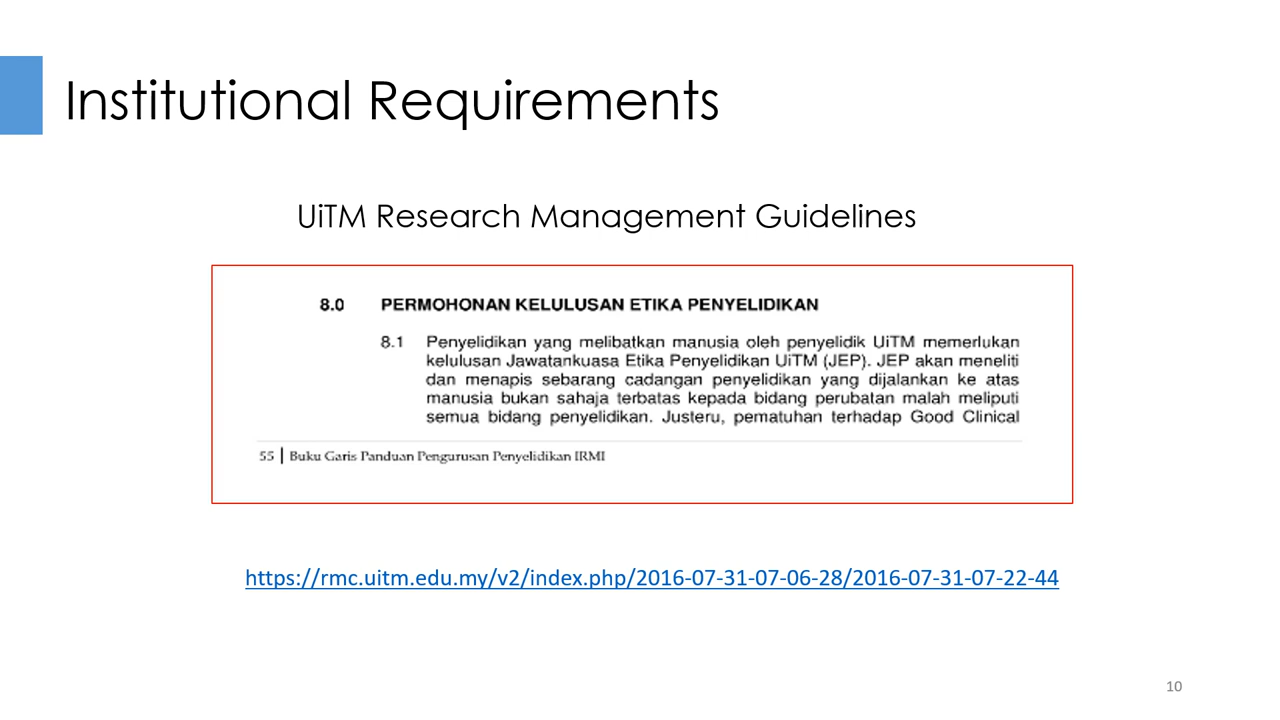 Institutional Requirements
UiTM Research Management Guidelines
8.0 PERMOHONAN KELULUSAN ETIKA PENYELIDIKAN
8.1 Penyelidikan yang melibatkan manusia oleh penyelidik UiTM memerlukan
kelulusan Jawatankuasa Etika Penyelidikan UiTM (JEP). JEP akan meneliti
dan menapis sebarang cadangan penyelidikan yang dijalankan ke atas
manusia bukan sahaja terbatas kepada bidang perubatan malah meliputi
semua bidang penyelidikan. Justeru, pematuhan terhadap Good Clinical
55 | Buku Garis Panduan Pengurusan Penyelidikan IRMI
https://rmc.uitm.edu.my/v2/index.php/2016-07-31-07-06-28/2016-07-31-07-22-44
10